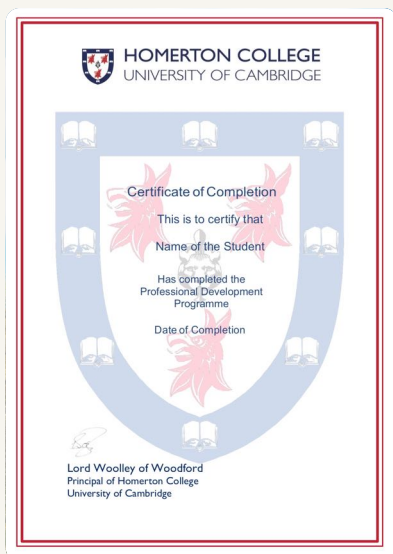 HOMERTON COLLEGE
UNIVERSITY OF CAMBRIDGE
Certificate of Completion
This is to certify that
Name of the Student
Has completed the
Professional Development
Programme
Date of Completion
Lord Woolley of Woodford
Principal of Homerton College
University of Cambridge